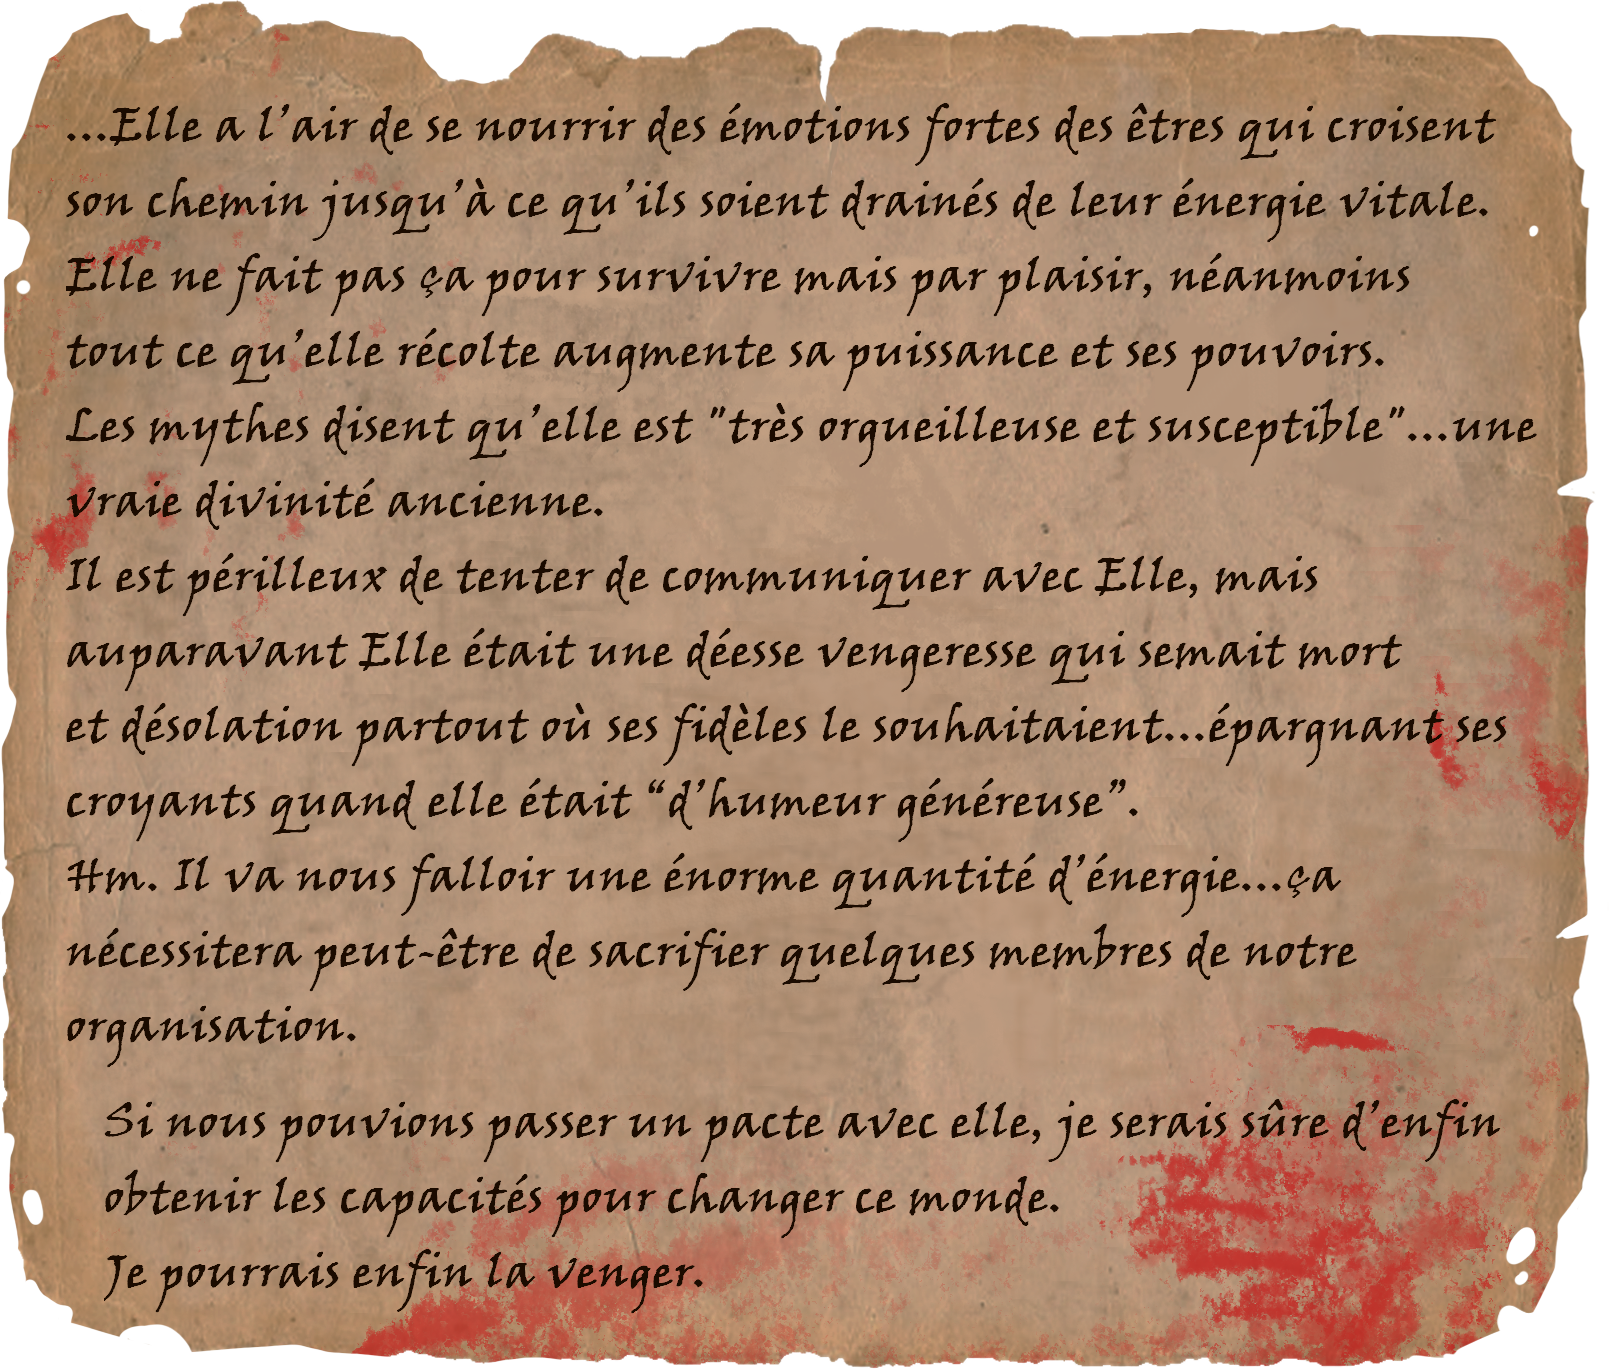 ...Elle a l'air de se nourrir des émotions fortes des êtres qui croisent
son chemin jusqu'à ce qu'ils soient drainés de leur énergie vitale.
Elle ne fait pas ça pour survivre mais par plaisir, néanmoins
tout ce qu'elle récolte augmente sa puissance et ses pouvoirs.
Les mythes disent qu'elle est "très orgueilleuse et susceptible"...une
vraie divinité ancienne.
Il est périlleux de tenter de communiquer avec Elle, mais
auparavant Elle était une déesse vengeresse qui semait mort
et désolation partout où ses fidèles le souhaitaient...épargnant ses
croyants quand elle était “d'humeur généreuse”.
Hm. Il va nous falloir une énorme quantité d'énergie...ça
nécessitera peut-être de sacrifier quelques membres de notre
organisation.
Si nous pouvions passer un pacte avec elle, je serais sûre d'enfin
obtenir les capacités pour changer ce monde.
Je pourrais enfin la venger.